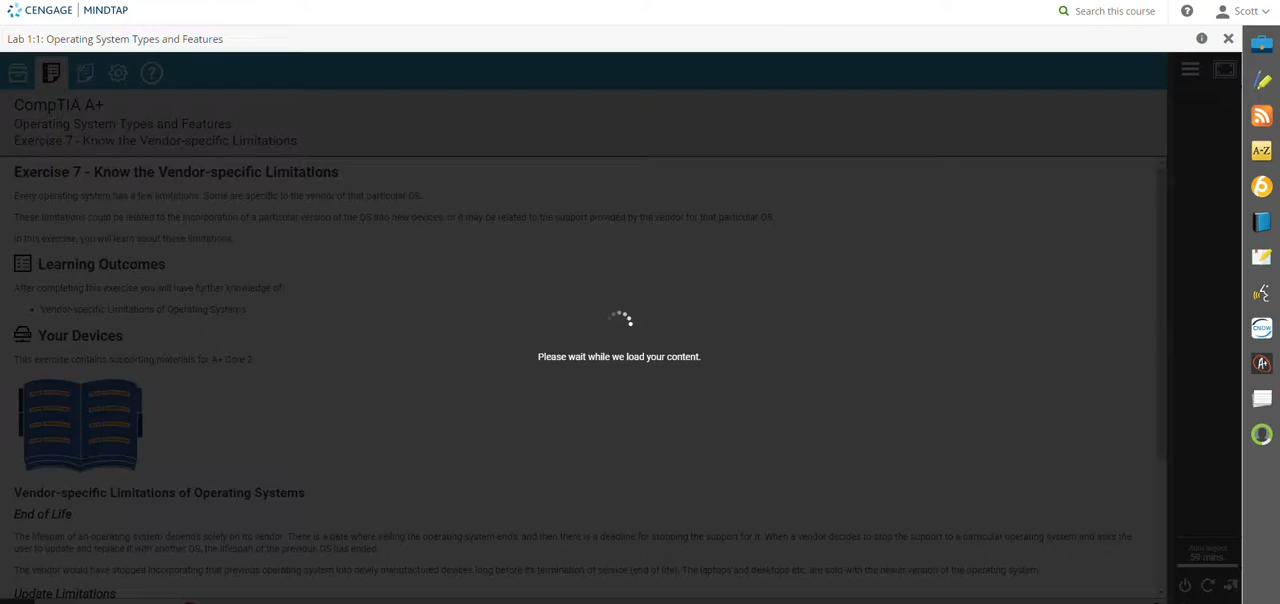 CENGAGE | MINDTAP
Search this course
Scott
Lab 1:1: Operating System Types and Features
CompTIA A+
Operating System Types and Features
Exercise 7 - Know the Vendor-specific Limitations
Exercise 7 - Know the Vendor-specific Limitations
Every operating system has a few limitations. Some are specific to the vendor of that particular OS.
These limitations could be related to the incorporation of a particular version of the OS into new devices, or it may be related to the support provided by the vendor for that particular OS.
In this exercise, you will learn about these limitations.
Learning Outcomes
After completing this exercise you will have further knowledge of:
Vendor-specific Limitations of Operating Systems
Your Devices
This exercise contains supporting materials for A+ Core 2.
Please wait while we load your content.
Vendor-specific Limitations of Operating Systems
End of Life
The lifespan of an operating system depends solely on its vendor. There is a date where selling the operating system ends, and then there is a deadline for stopping the support for it. When a vendor decides to stop the support to a particular operating system and asks the
user to update and replace it with another OS, the lifespan of the previous OS has ended.
The vendor would have stopped incorporating that previous operating system into newly manufactured devices long before its termination of service (end of life). The laptops and desktops etc. are sold with the newer version of the operating system.
Update Limitations
A-Z
CNOW
A+
59 mins